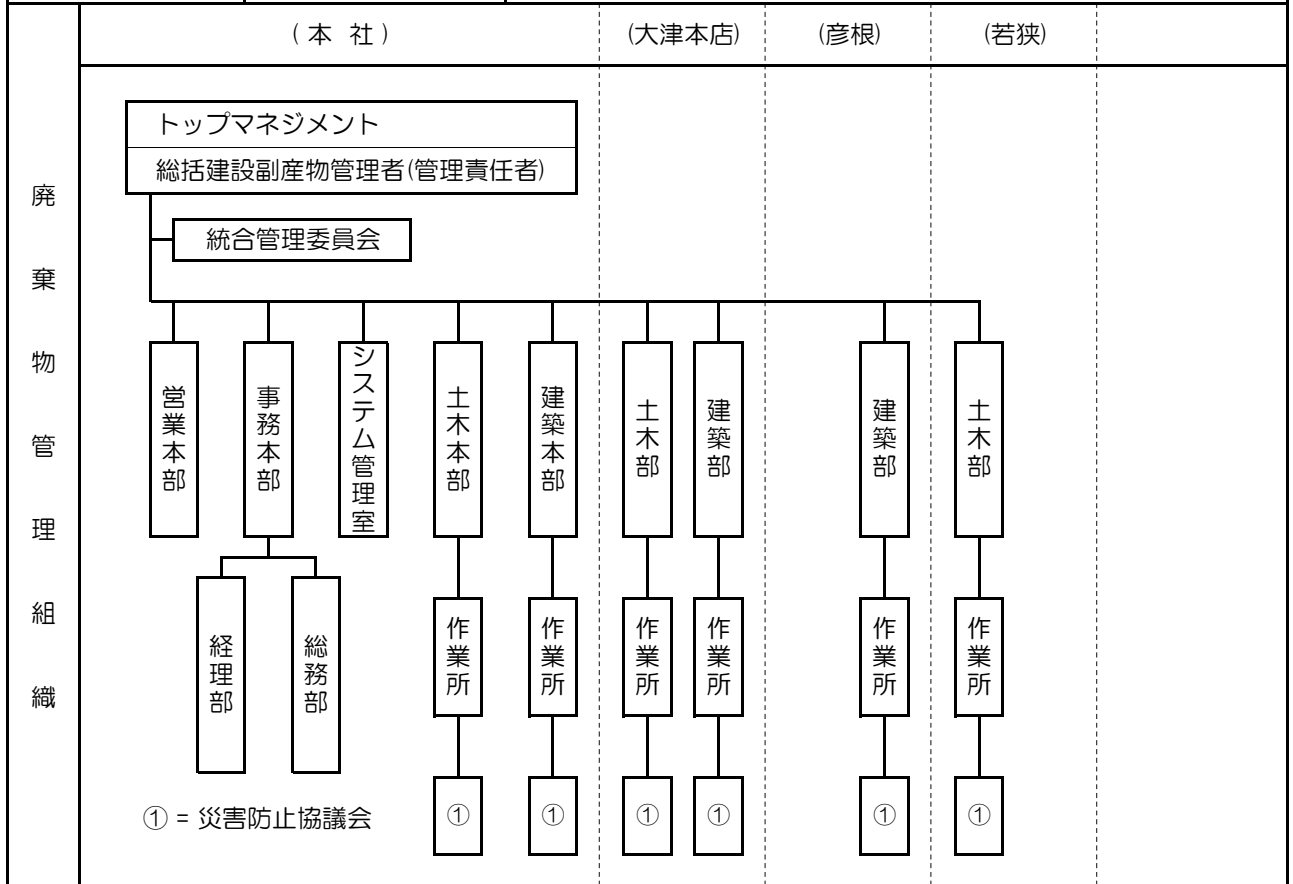 (本 社)
(大津本店)
(彦根)
(若狭)
廃棄物管理組織
トップマネジメント
総括建設副産物管理者(管理責任者)
統合管理委員会
営業本部
事務本部
システム管理室
土木本部
建築本部
土木部
建築部
建築部
土木部
経理部
総務部
作業所
作業所
作業所
作業所
作業所
作業所
① = 災害防止協議会
①
①
①
①
①
①